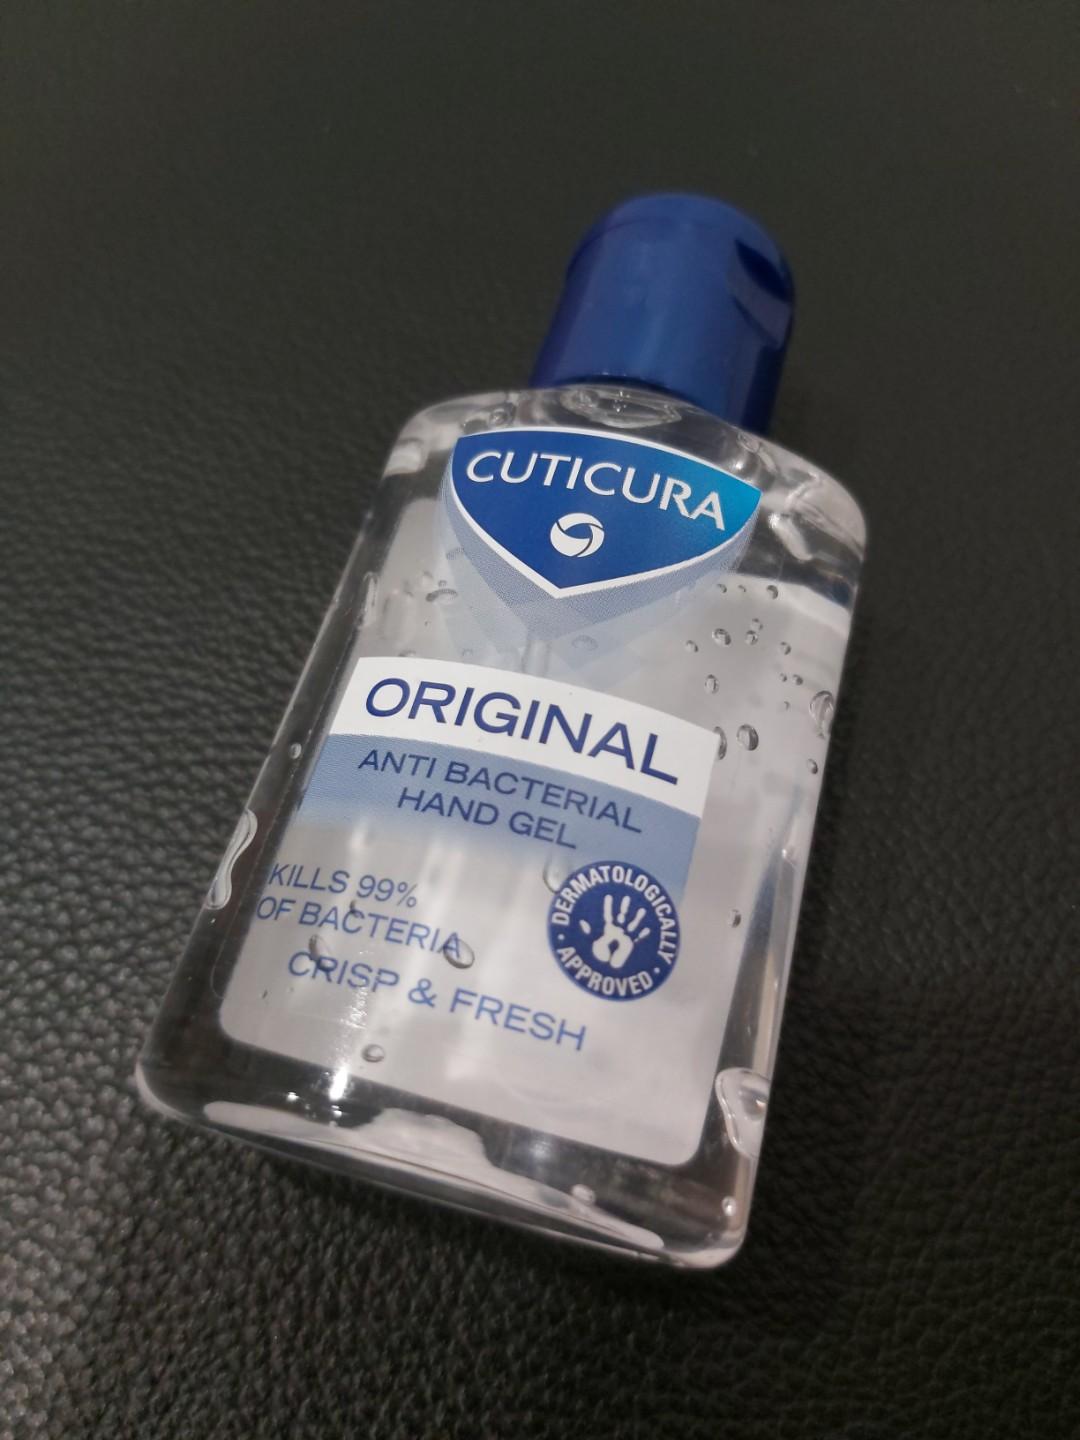 CUTICURA
ORIGINAL
ANTI BACTERIAL
HAND GEL
KILLS 99%
OF BACTERIA
CRISP & FRESH
DERMATOLOGICALLY
• APPROVED •